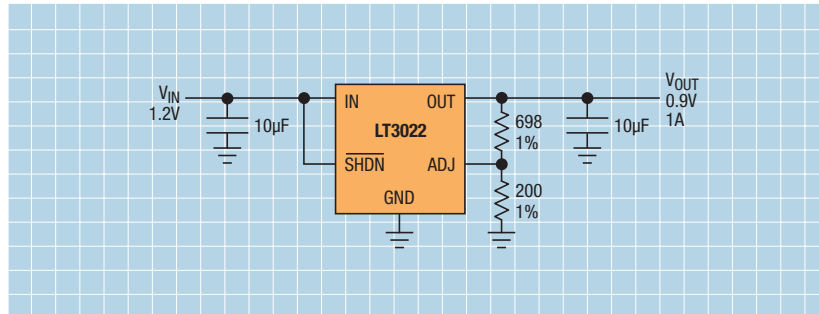 VIN
1.2V
10µF
IN
OUT
LT3022
SHDN
ADJ
GND
698
1%
200
1%
10µF
VOUT
0.9V
1A